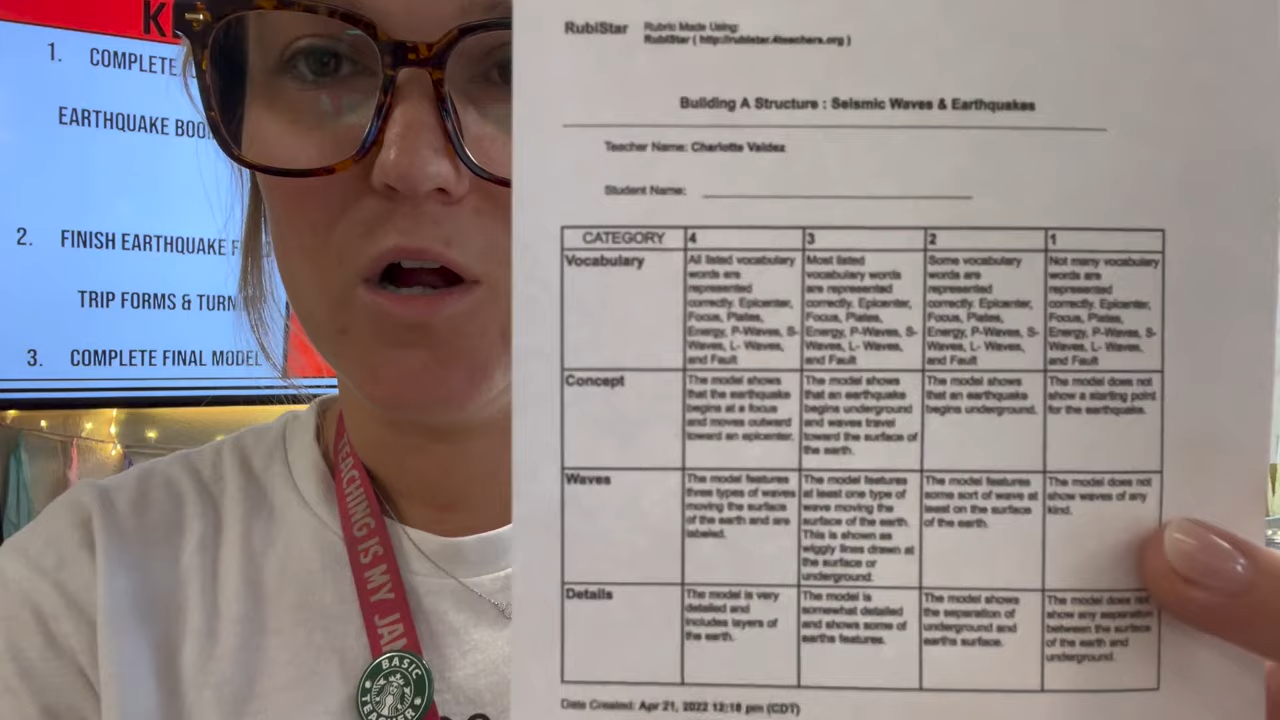 K
1. COMPLETE
EARTHQUAKE BOO
2. FINISH EARTHQUAKE F
TRIP FORMS & TURN
3. COMPLETE FINAL MODEL
TEACHING IS MY JA
BASIC
TEACHER
RubiStar
Rubric Made Using:
RubiStar ( http://rubistar.4teachers.org )
Building A Structure : Seismic Waves & Earthquakes
Teacher Name: Charlotte Valdez
Student Name:
CATEGORY 4 3 2 1
Vocabulary
All listed vocabulary
words are
represented
correctly. Epicenter,
Focus, Plates,
Energy, P-Waves, S-
Waves, L- Waves,
and Fault
Most listed
vocabulary words
are represented
correctly. Epicenter,
Focus, Plates,
Energy, P-Waves, S-
Waves, L- Waves,
and Fault
Some vocabulary
words are
represented
correctly. Epicenter,
Focus, Plates,
Energy, P-Waves, S-
Waves, L- Waves,
and Fault
Not many vocabulary
words are
represented
correctly. Epicenter,
Focus, Plates,
Energy, P-Waves, S-
Waves, L- Waves,
and Fault
Concept
The model shows
that the earthquake
begins at a focus
and moves outward
toward an epicenter.
The model shows
that an earthquake
begins underground
and waves travel
toward the surface of
the earth.
The model shows
that an earthquake
begins underground.
The model does not
show a starting point
for the earthquake.
Waves
The model features
three types of waves
moving the surface
of the earth and are
labeled.
The model features
at least one type of
wave moving the
surface of the earth.
This is shown as
wiggly lines drawn at
the surface or
underground.
The model features
some sort of wave at
least on the surface
of the earth.
The model does not
show waves of any
kind.
Details
The model is very
detailed and
includes layers of
the earth.
The model is
somewhat detailed
and shows some of
earths features.
The model shows
the separation of
underground and
earths surface.
The model does not
show any separation
between the surface
of the earth and
underground.
Date Created: Apr 21, 2022 12:18 pm (CDT)